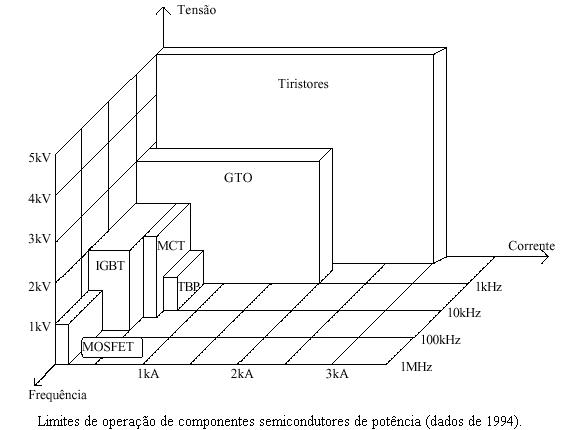 Tensão
Tiristores
5kV
GTO
4kV
3kV
MCT
Corrente
IGBT
2kV
TBP
1kHz
10kHz
1kV
MOSFET
100kHz
1kA
2kA
3kA
1MHz
Frequência
Limites de operação de componentes semicondutores de potência (dados de 1994).